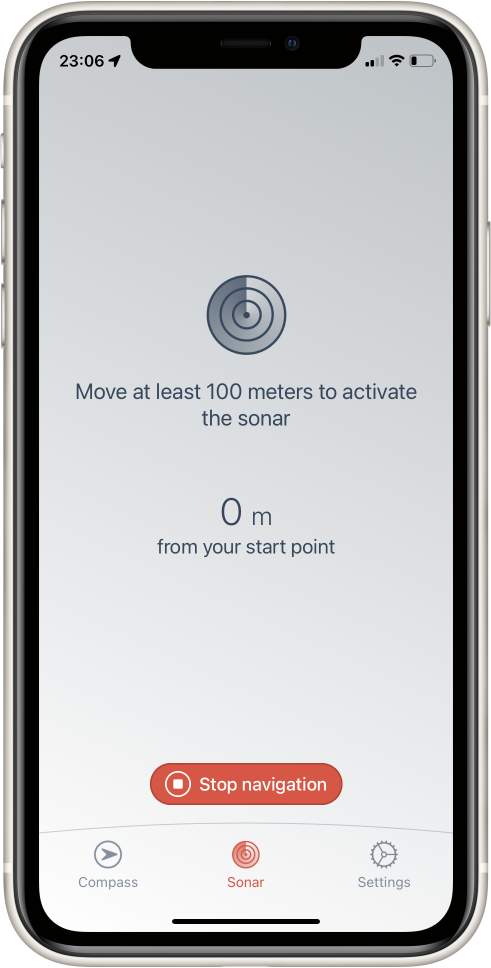 23:06
Move at least 100 meters to activate
the sonar
0 m
from your start point
Stop navigation
Compass
Sonar
Settings